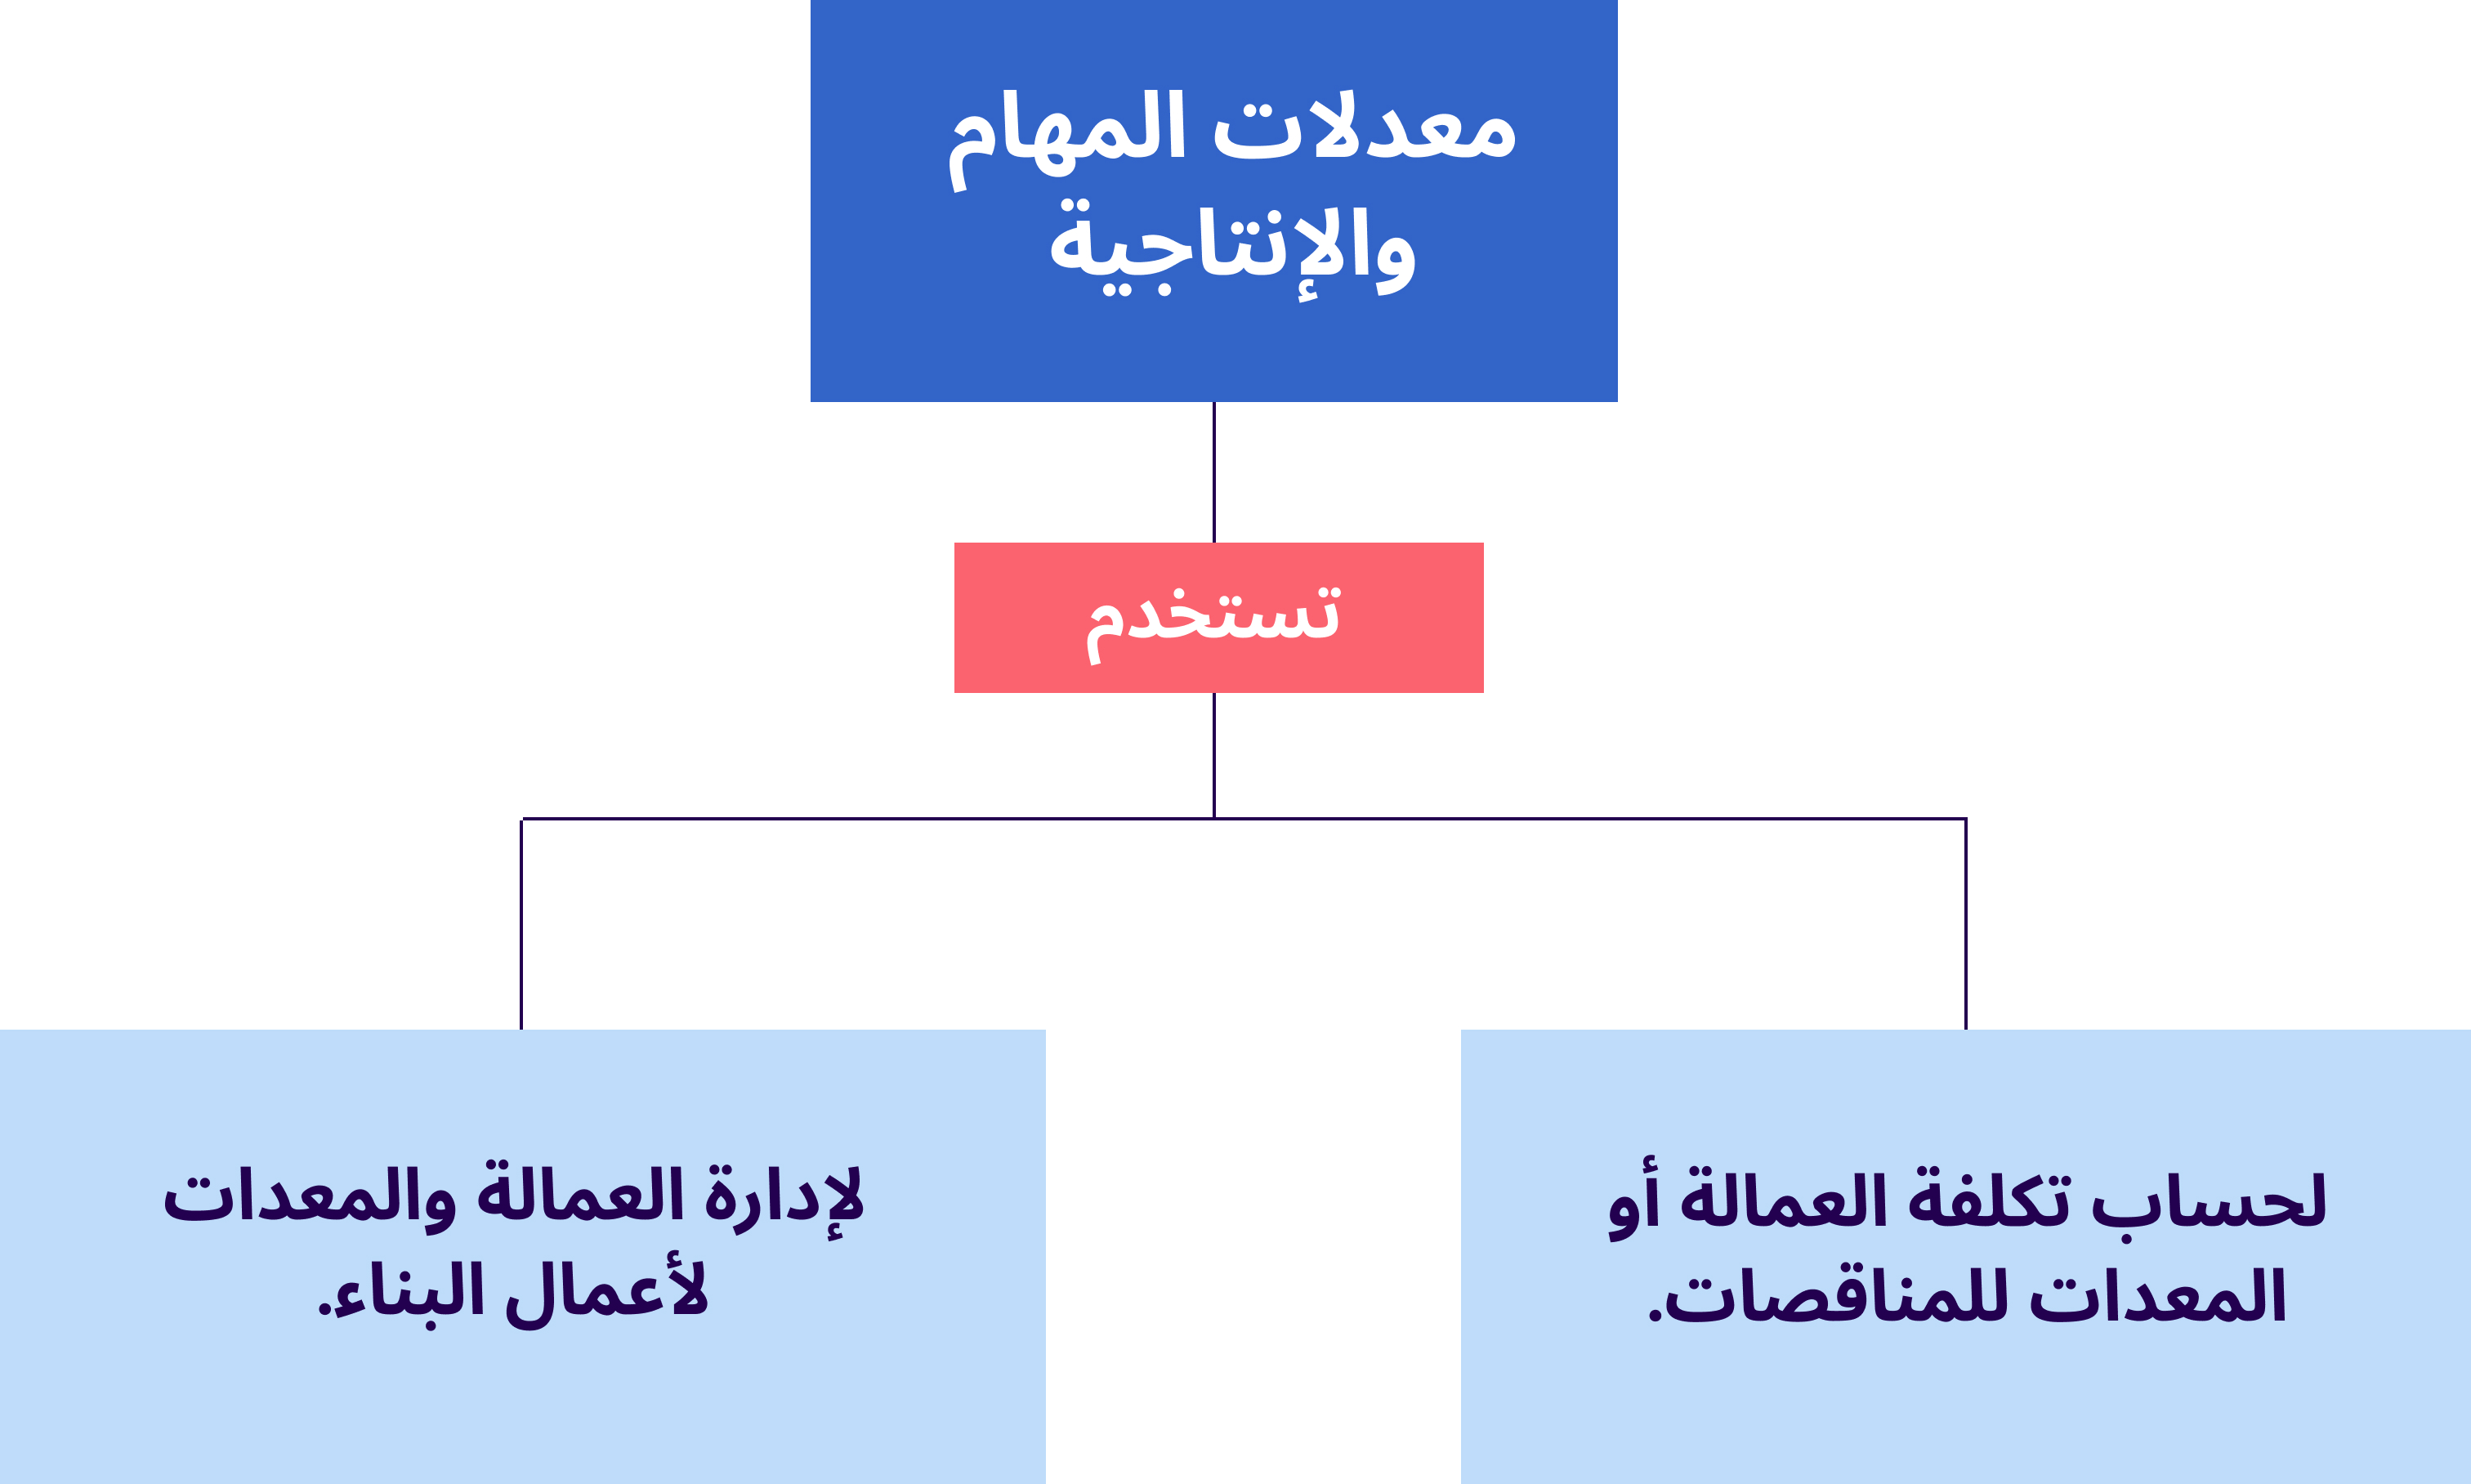 معدلات المهام
والإنتاجية
تستخدم
لحساب تكلفة العمالة أو
المعدات للمناقصات.
لإدارة العمالة والمعدات
لأعمال البناء.